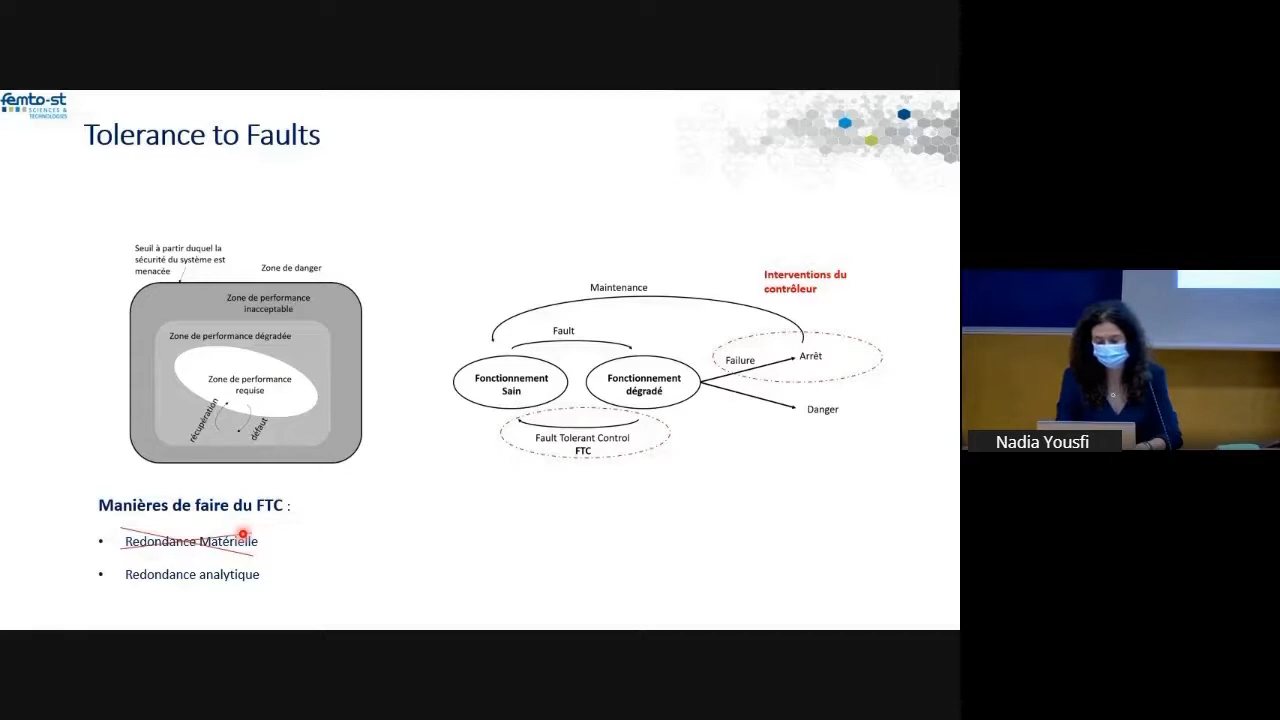 femto-st
SCIENCES &
TECHNOLOGIES
Tolerance to Faults
Seuil à partir duquel la
sécurité du système est
menacée
Zone de danger
Zone de performance
inacceptable
Zone de performance dégradée
Zone de performance
requise
récupération
défaut
Interventions du
contrôleur
Maintenance
Fault
Failure
Arrêt
Fonctionnement
Sain
Fonctionnement
dégradé
Danger
Fault Tolerant Control
FTC
Manières de faire du FTC :
• Redondance Matérielle
• Redondance analytique
Nadia Yousfi